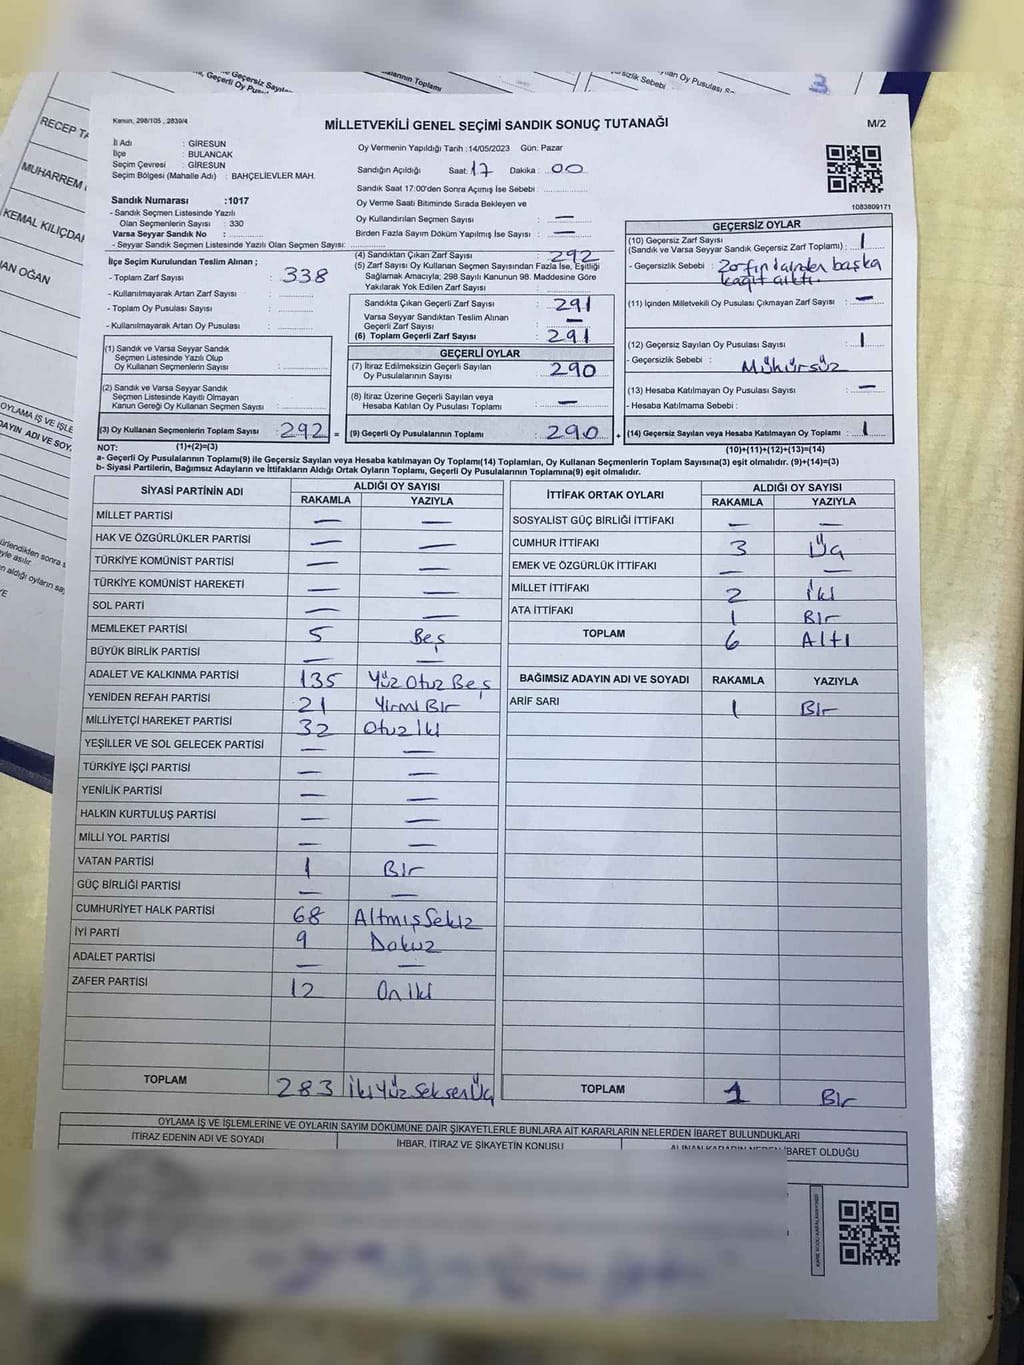 Kanun, 298/105 , 2839/4
MİLLETVEKİLİ GENEL SEÇİMİ SANDIK SONUÇ TUTANAĞI
M/2
İl Adı : GİRESUN
İlçe : BULANCAK
Seçim Çevresi : GİRESUN
Seçim Bölgesi (Mahalle Adı) : BAHÇELİEVLER MAH.
Sandık Numarası :1017
- Sandık Seçmen Listesinde Yazılı
Olan Seçmenlerin Sayısı : 330
Varsa Seyyar Sandık No :
- Seyyar Sandık Seçmen Listesinde Yazılı Olan Seçmen Sayısı:
Oy Vermenin Yapıldığı Tarih :14/05/2023 Gün: Pazar
Sandığın Açıldığı Saat: 17 Dakika : 00
Sandık Saat 17:00'den Sonra Açımış İse Sebebi :
Oy Verme Saati Bitiminde Sırada Bekleyen ve
Oy Kullandırılan Seçmen Sayısı : —
Birden Fazla Sayım Döküm Yapılmış İse Sayısı : —
1083809171
İlçe Seçim Kurulundan Teslim Alınan ;
- Toplam Zarf Sayısı : 338
- Kullanılmayarak Artan Zarf Sayısı :
- Toplam Oy Pusulası Sayısı :
- Kullanılmayarak Artan Oy Pusulası :
(1) Sandık ve Varsa Seyyar Sandık
Seçmen Listesinde Yazılı Olup
Oy Kullanan Seçmenlerin Sayısı :
(2) Sandık ve Varsa Seyyar Sandık
Seçmen Listesinde Kayıtlı Olmayan
Kanun Gereği Oy Kullanan Seçmen Sayısı :
(3) Oy Kullanan Seçmenlerin Toplam Sayısı : 292 =
(1)+(2)=(3)
(4) Sandıktan Çıkan Zarf Sayısı : 292
(5) Zarf Sayısı Oy Kullanan Seçmen Sayısından Fazla İse, Eşitliği
Sağlamak Amacıyla; 298 Sayılı Kanunun 98. Maddesine Göre
Yakılarak Yok Edilen Zarf Sayısı :
Sandıkta Çıkan Geçerli Zarf Sayısı : 291
Varsa Seyyar Sandıktan Teslim Alınan
Geçerli Zarf Sayısı : —
(6) Toplam Geçerli Zarf Sayısı : 291
GEÇERLİ OYLAR
(7) İtiraz Edilmeksizin Geçerli Sayılan
Oy Pusulalarının Sayısı : 290
(8) İtiraz Üzerine Geçerli Sayılan veya
Hesaba Katılan Oy Pusulaları Toplamı : —
(9) Geçerli Oy Pusulalarının Toplamı : 290 +
GEÇERSİZ OYLAR
(10) Geçersiz Zarf Sayısı
(Sandık ve Varsa Seyyar Sandık Geçersiz Zarf Toplamı) : 1
- Geçersizlik Sebebi : başka
kağıt çıktı.
(11) İçinden Milletvekili Oy Pusulası Çıkmayan Zarf Sayısı : —
(12) Geçersiz Sayılan Oy Pusulası Sayısı : 1
- Geçersizlik Sebebi : Mühürsüz
(13) Hesaba Katılmayan Oy Pusulası Sayısı : —
- Hesaba Katılmama Sebebi :
(14) Geçersiz Sayılan veya Hesaba Katılmayan Oy Toplamı : 1
(10)+(11)+(12)+(13)=(14)
NOT:
a- Geçerli Oy Pusulalarının Toplamı(9) ile Geçersiz Sayılan veya Hesaba Katılmayan Oy Toplamı(14) Toplamları, Oy Kullanan Seçmenlerin Toplam Sayısına(3) eşit olmalıdır. (9)+(14)=(3)
b- Siyasi Partilerin, Bağımsız Adayların ve İttifakların Aldığı Ortak Oyların Toplamı, Geçerli Oy Pusulalarının Toplamına(9) eşit olmalıdır.
SİYASİ PARTİNİN ADI ALDIĞI OY SAYISI
RAKAMLA YAZIYLA
MİLLET PARTİSİ — —
HAK VE ÖZGÜRLÜKLER PARTİSİ — —
TÜRKİYE KOMÜNİST PARTİSİ — —
TÜRKİYE KOMÜNİST HAREKETİ — —
SOL PARTİ — —
MEMLEKET PARTİSİ 5 Beş
BÜYÜK BİRLİK PARTİSİ — —
ADALET VE KALKINMA PARTİSİ 135 Yüz Otuz Beş
YENİDEN REFAH PARTİSİ 21 Yirmi Bir
MİLLİYETÇİ HAREKET PARTİSİ 32 Otuz İki
YEŞİLLER VE SOL GELECEK PARTİSİ — —
TÜRKİYE İŞÇİ PARTİSİ — —
YENİLİK PARTİSİ — —
HALKIN KURTULUŞ PARTİSİ — —
MİLLİ YOL PARTİSİ — —
VATAN PARTİSİ 1 Bir
GÜÇ BİRLİĞİ PARTİSİ — —
CUMHURİYET HALK PARTİSİ 68 Altmış Sekiz
İYİ PARTİ 9 Dokuz
ADALET PARTİSİ — —
ZAFER PARTİSİ 12 On İki
TOPLAM 283 İki Yüz Seksen Üç
İTTİFAK ORTAK OYLARI ALDIĞI OY SAYISI
RAKAMLA YAZIYLA
SOSYALIST GÜÇ BİRLİĞİ İTTİFAKI — —
CUMHUR İTTİFAKI 3 Üç
EMEK VE ÖZGÜRLÜK İTTİFAKI — —
MİLLET İTTİFAKI 2 İki
ATA İTTİFAKI 1 Bir
TOPLAM 6 Altı
BAĞIMSIZ ADAYIN ADI VE SOYADI RAKAMLA YAZIYLA
ARİF SARI 1 Bir
TOPLAM 1 Bir
OYLAMA İŞ VE İŞLEMLERİNE VE OYLARIN SAYIM DÖKÜMÜNE DAİR ŞİKAYETLERLE BUNLARA AİT KARARLARIN NELERDEN İBARET BULUNDUKLARI
İTİRAZ EDENİN ADI VE SOYADI
İHBAR, İTİRAZ VE ŞİKAYETİN KONUSU
İBARET OLDUĞU
RECEP
MUHARREM
KEMAL KILIÇDA
AN OĞAN
3